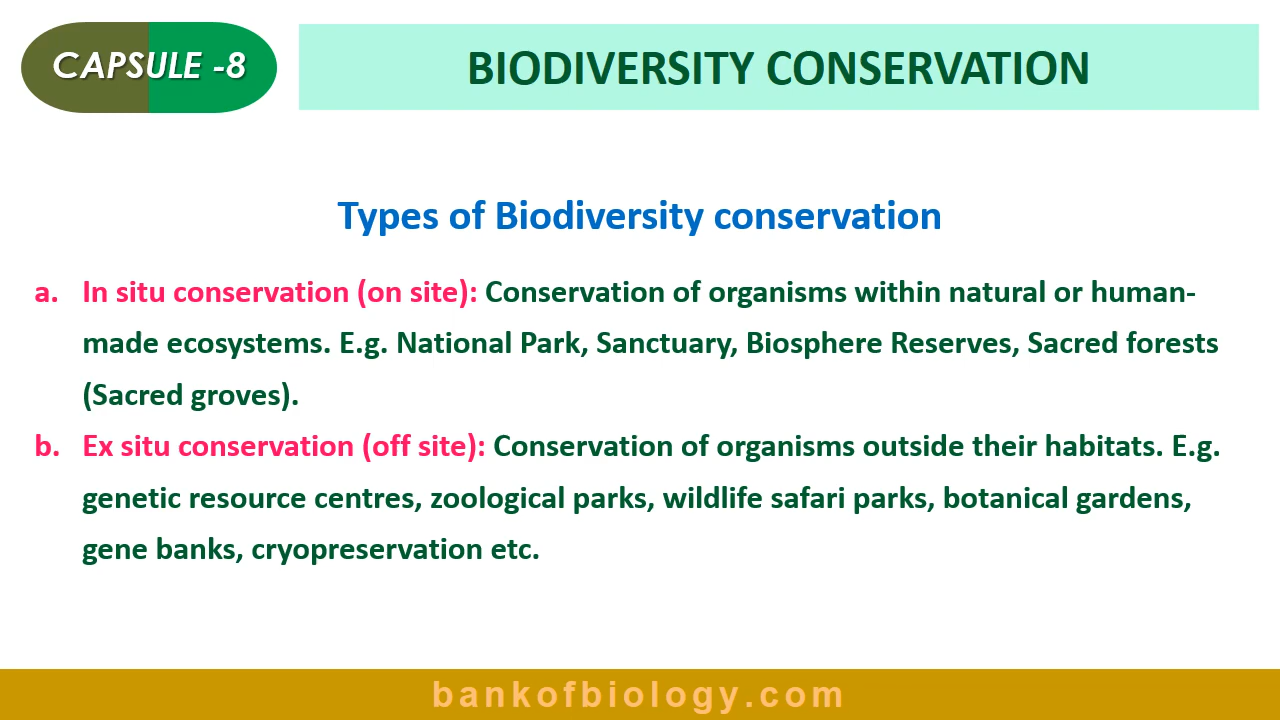 CAPSULE -8
BIODIVERSITY CONSERVATION
Types of Biodiversity conservation
a. In situ conservation (on site): Conservation of organisms within natural or human-
made ecosystems. E.g. National Park, Sanctuary, Biosphere Reserves, Sacred forests
(Sacred groves).
b. Ex situ conservation (off site): Conservation of organisms outside their habitats. E.g.
genetic resource centres, zoological parks, wildlife safari parks, botanical gardens,
gene banks, cryopreservation etc.
bankofbiology.com